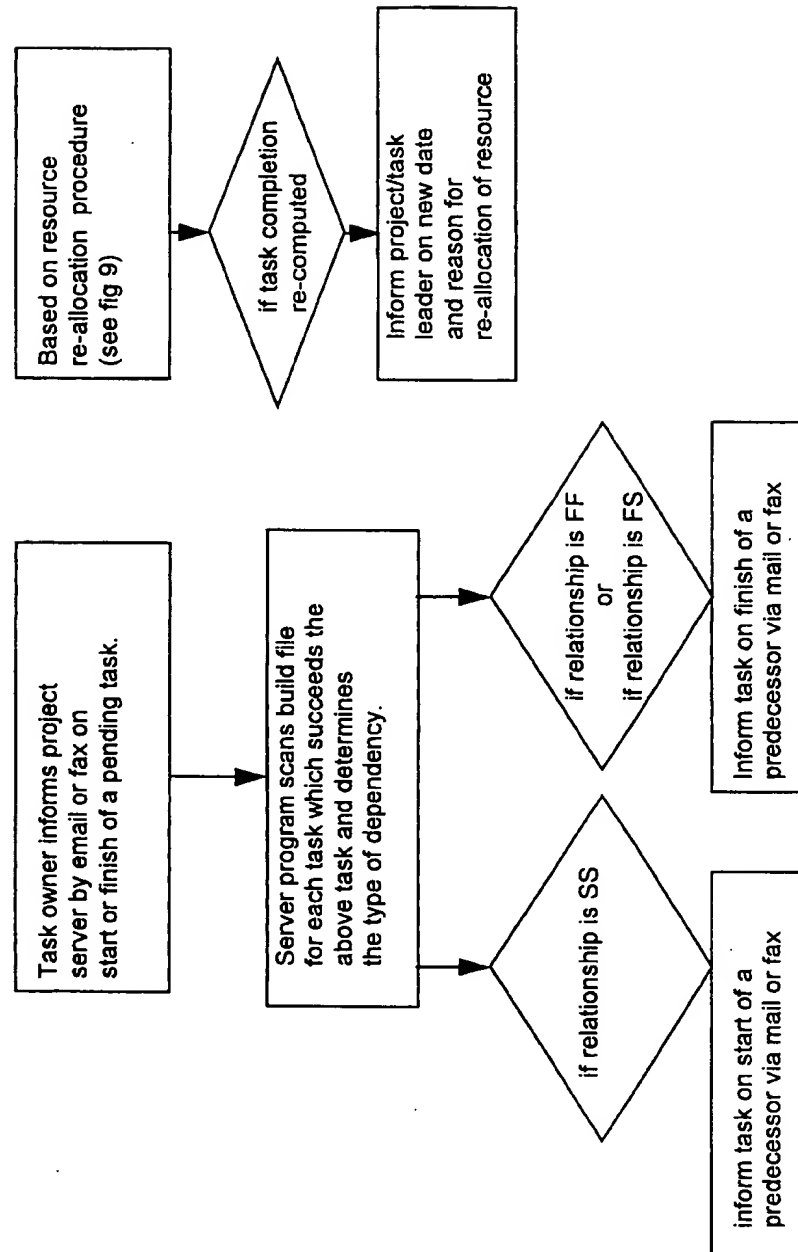 Task owner informs project
server by email or fax on
start or finish of a pending task.
Server program scans build file
for each task which succeeds the
above task and determines
the type of dependency.
if relationship is SS
if relationship is FF
or
if relationship is FS
inform task on start of a
predecessor via mail or fax
Inform task on finish of a
predecessor via mail or fax
Based on resource
re-allocation procedure
(see fig 9)
if task completion
re-computed
Inform project/task
leader on new date
and reason for
re-allocation of resource